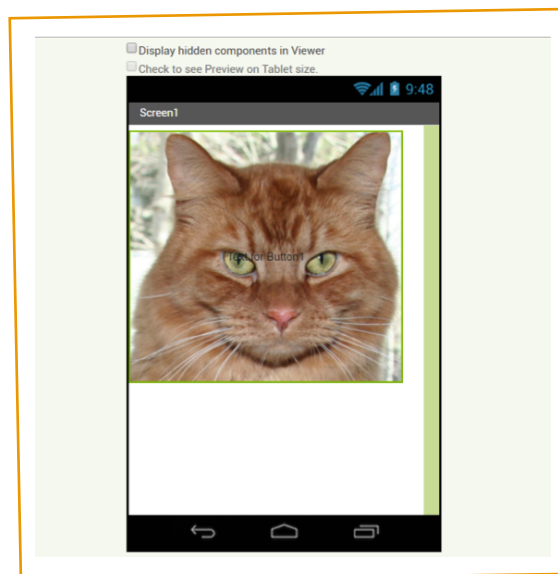 Display hidden components in Viewer
Check to see Preview on Tablet size.
9:48
Screen1
Text for Button1